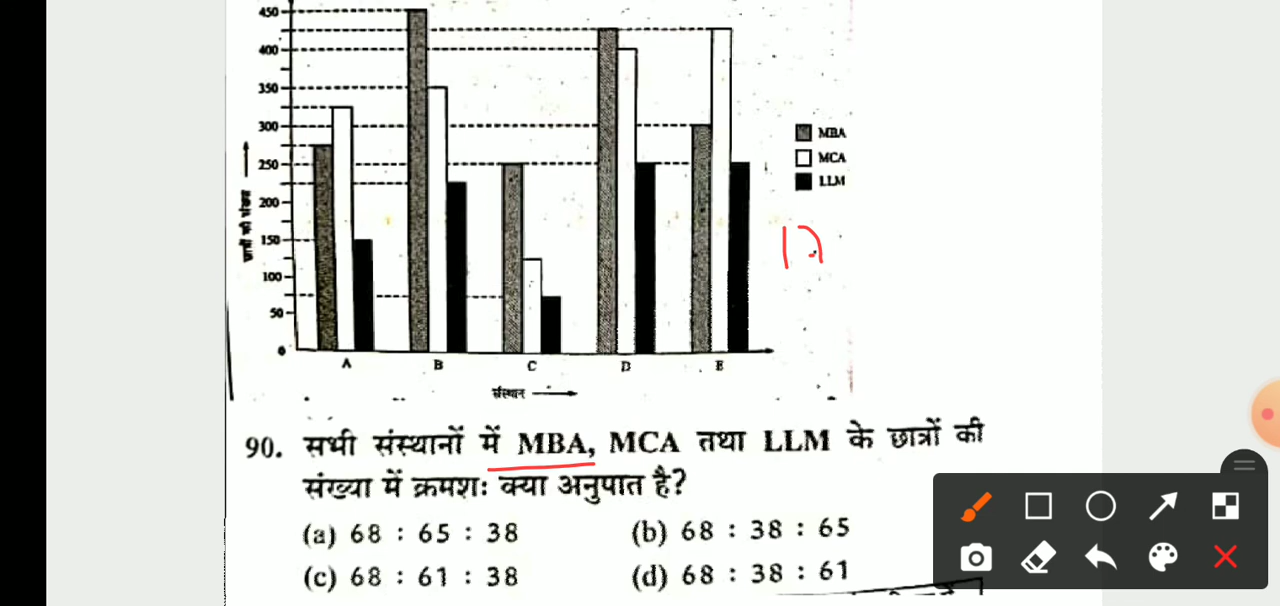 450
400
350
300
250
200
150
100
50
0
छात्रों की संख्या
A B C D E
संस्थान
MBA
MCA
LLM
90. सभी संस्थानों में MBA, MCA तथा LLM के छात्रों की
संख्या में क्रमशः क्या अनुपात है?
(a) 68 : 65 : 38 (b) 68 : 38 : 65
(c) 68 : 61 : 38 (d) 68 : 38 : 61